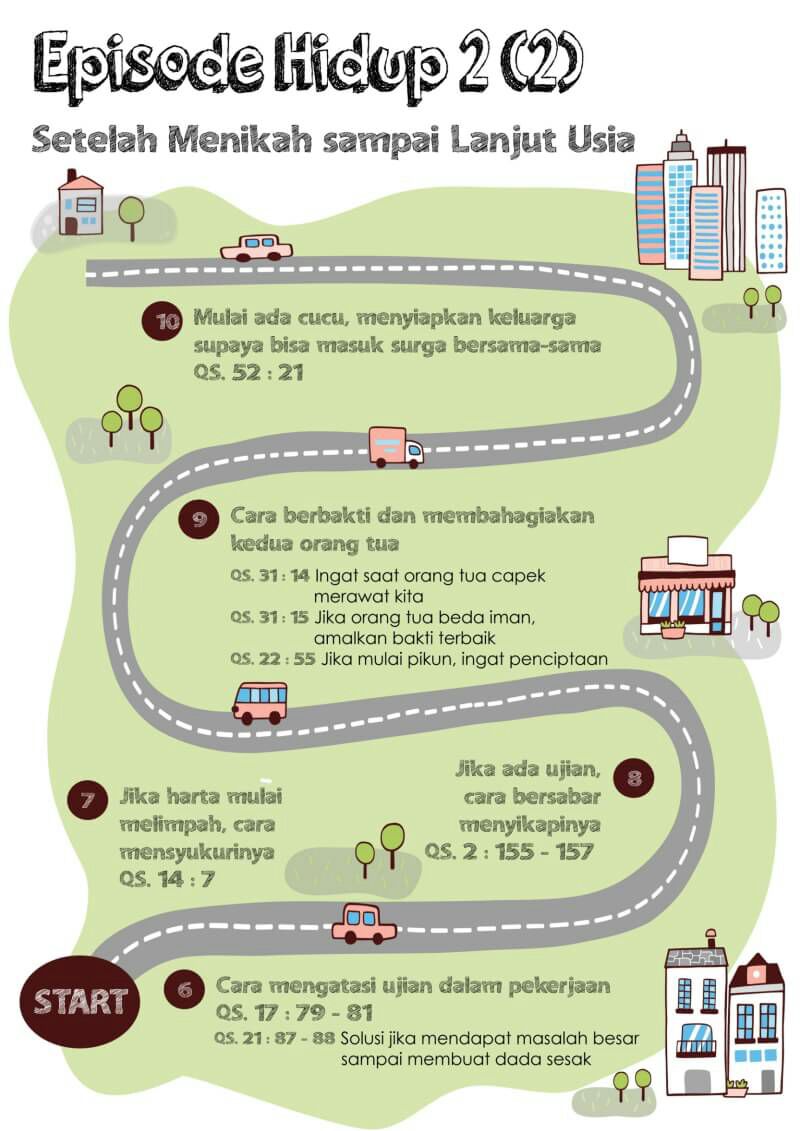 Episode Hidup 2 (2)
Setelah Menikah sampai Lanjut Usia
10 Mulai ada cucu, menyiapkan keluarga
supaya bisa masuk surga bersama-sama
QS. 52 : 21
9 Cara berbakti dan membahagiakan
kedua orang tua
QS. 31 : 14 Ingat saat orang tua capek
merawat kita
QS. 31 : 15 Jika orang tua beda iman,
amalkan bakti terbaik
QS. 22 : 55 Jika mulai pikun, ingat penciptaan
Jika ada ujian, 8
cara bersabar
menyikapinya
QS. 2 : 155 - 157
7 Jika harta mulai
melimpah, cara
mensyukurinya
QS. 14 : 7
START
6 Cara mengatasi ujian dalam pekerjaan
QS. 17 : 79 - 81
QS. 21 : 87 - 88 Solusi jika mendapat masalah besar
sampai membuat dada sesak